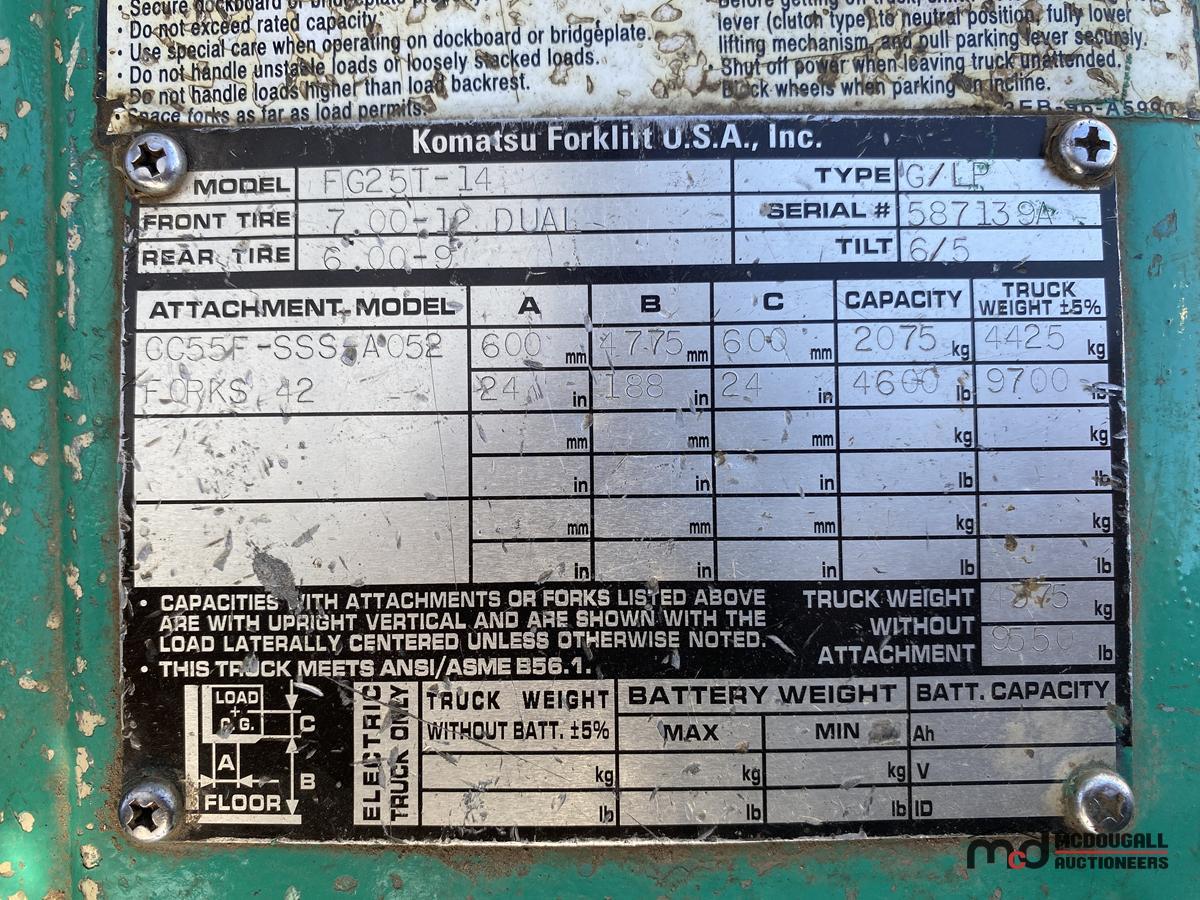 · Do not exceed rated capacity.
· Use special care when operating on dockboard or bridgeplate.
· Do not handle unstable loads or loosely stacked loads.
· Do not handle loads higher than load backrest.
· Space forks as far as load permits.
lever (clutch type) to neutral position, fully lower
lifting mechanism, and pull parking lever securely.
· Shut off power when leaving truck unattended.
Block wheels when parking on incline.
Komatsu Forklift U.S.A., Inc.
MODEL FG25T-14 TYPE G/LP
FRONT TIRE 7.00-12 DUAL SERIAL # 587139A
REAR TIRE 6.00-9 TILT 6/5
ATTACHMENT MODEL A B C CAPACITY TRUCK WEIGHT ±5%
600 mm 4775 mm 600 mm 2075 kg 4425 kg
FORKS 42 24 in 188 in 24 in 4600 lb 9700 lb
mm mm mm kg kg
in in in lb lb
mm mm mm kg kg
in in in lb lb
· CAPACITIES WITH ATTACHMENTS OR FORKS LISTED ABOVE
ARE WITH UPRIGHT VERTICAL AND ARE SHOWN WITH THE
LOAD LATERALLY CENTERED UNLESS OTHERWISE NOTED.
· THIS TRUCK MEETS ANSI/ASME B56.1.
TRUCK WEIGHT kg
WITHOUT
ATTACHMENT 9550 lb
LOAD
C.G.
C
A
B
FLOOR
ELECTRIC
TRUCK ONLY
TRUCK WEIGHT
WITHOUT BATT. ±5%
BATTERY WEIGHT BATT. CAPACITY
MAX MIN Ah
kg kg kg V
lb lb lb ID
mcd MCDOUGALL
AUCTIONEERS